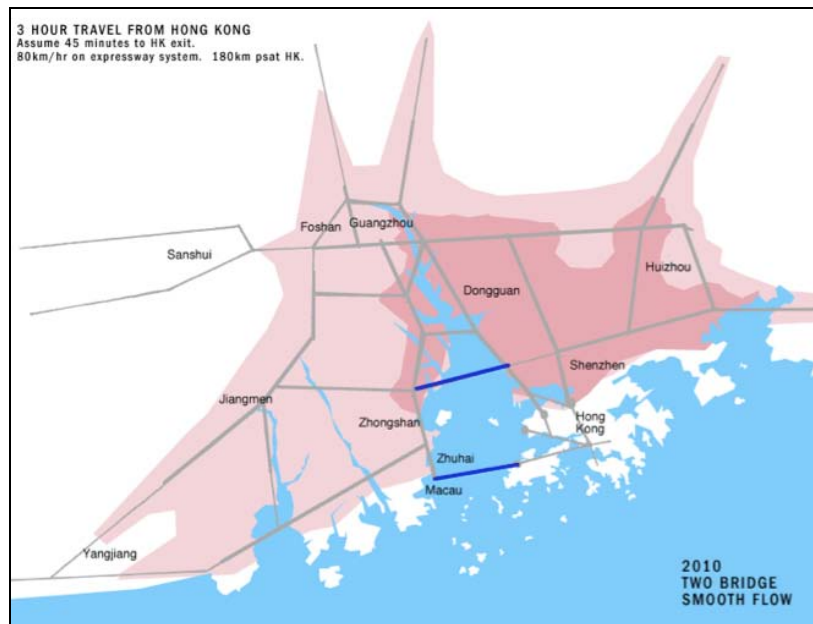 3 HOUR TRAVEL FROM HONG KONG
Assume 45 minutes to HK exit.
80km/hr on expressway system. 180km psat HK.
Foshan
Guangzhou
Sanshui
Huizhou
Dongguan
Shenzhen
Jiangmen
Hong
Kong
Zhongshan
Zhuhai
Macau
Yangjiang
2010
TWO BRIDGE
SMOOTH FLOW